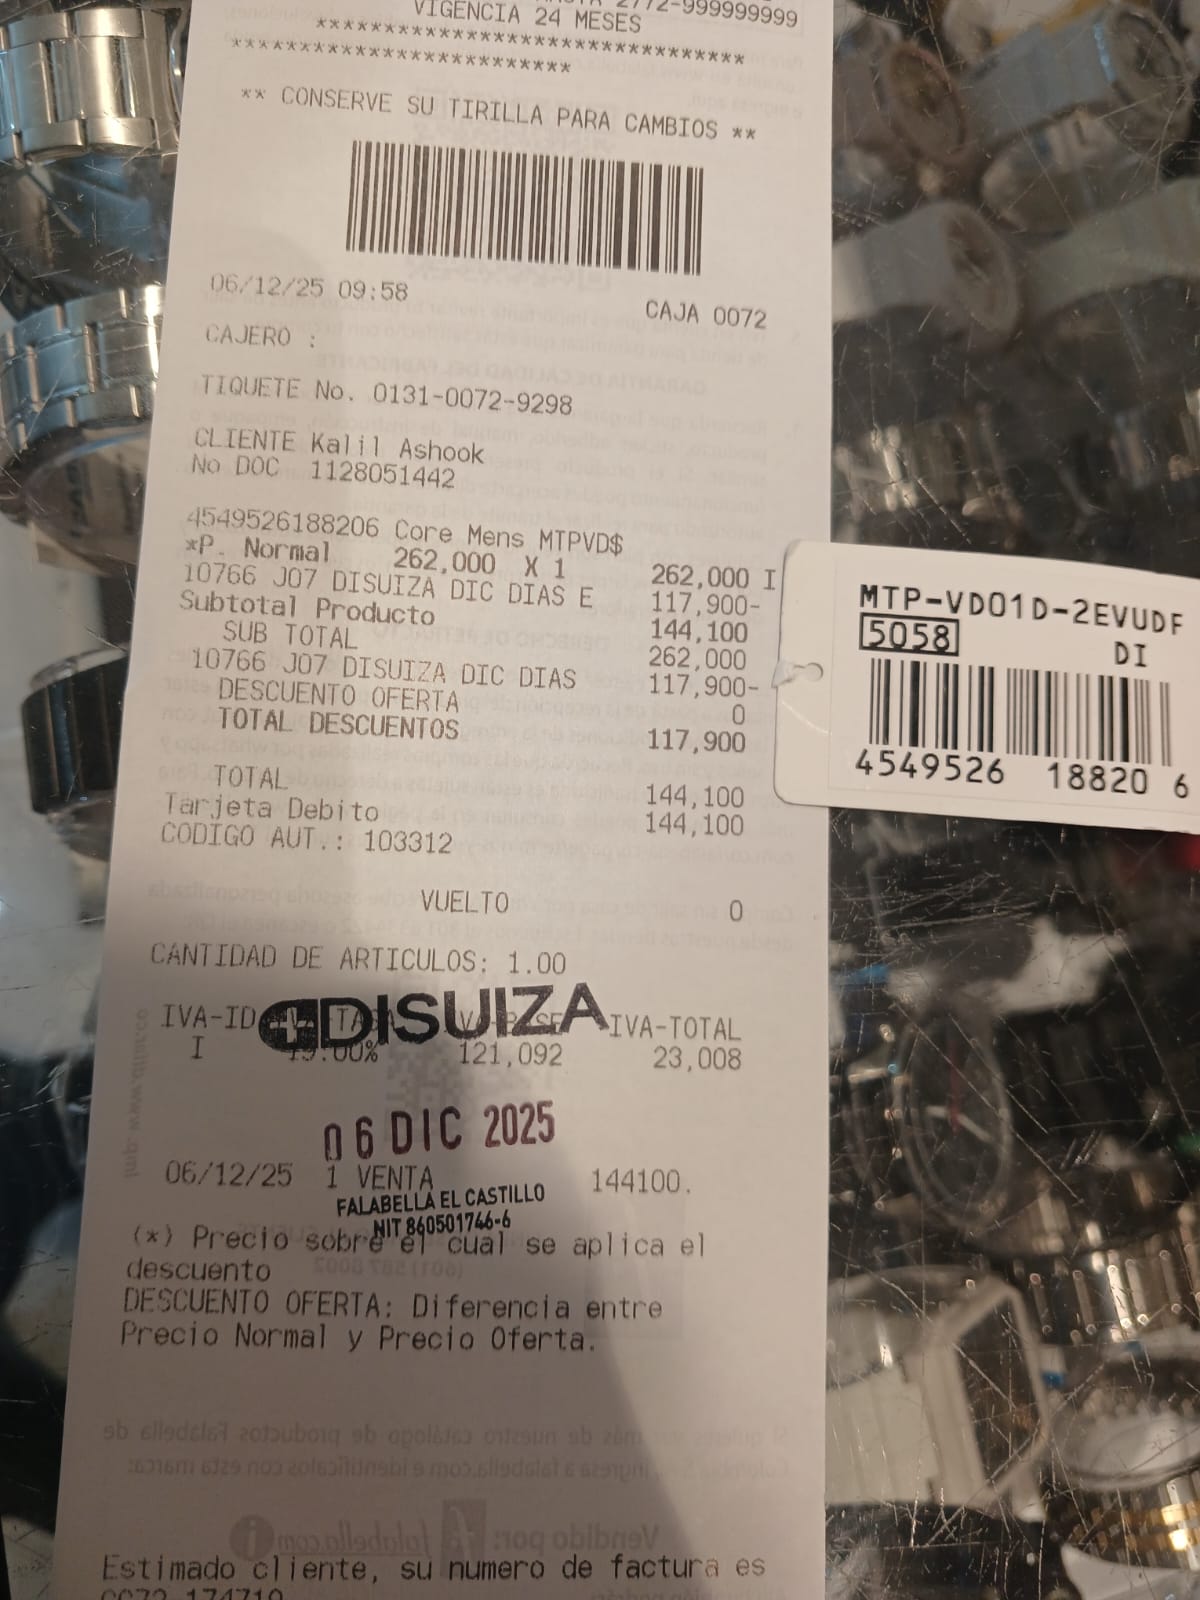 2772-999999999
VIGENCIA 24 MESES
********************************
*************************
** CONSERVE SU TIRILLA PARA CAMBIOS **
06/12/25 09:58 CAJA 0072
CAJERO :
TIQUETE No. 0131-0072-9298
CLIENTE Kalil Ashook
No DOC 1128051442
4549526188206 Core Mens MTPVD$
*P. Normal 262,000 X 1 262,000 I
10766 J07 DISUIZA DIC DIAS E 117,900-
Subtotal Producto 144,100
SUB TOTAL 262,000
10766 J07 DISUIZA DIC DIAS 117,900-
DESCUENTO OFERTA 0
TOTAL DESCUENTOS 117,900
TOTAL 144,100
Tarjeta Debito 144,100
CODIGO AUT.: 103312
VUELTO 0
CANTIDAD DE ARTICULOS: 1.00
IVA-ID IVA-TOTAL
DISUIZA
I 19.00% 121,092 23,008
06 DIC 2025
06/12/25 1 VENTA 144100.
FALABELLA EL CASTILLO
NIT 860501746-6
(*) Precio sobre el cual se aplica el
descuento
DESCUENTO OFERTA: Diferencia entre
Precio Normal y Precio Oferta.
Estimado cliente, su numero de factura es
MTP-VD01D-2EVUDF
5058 DI
4549526 18820 6